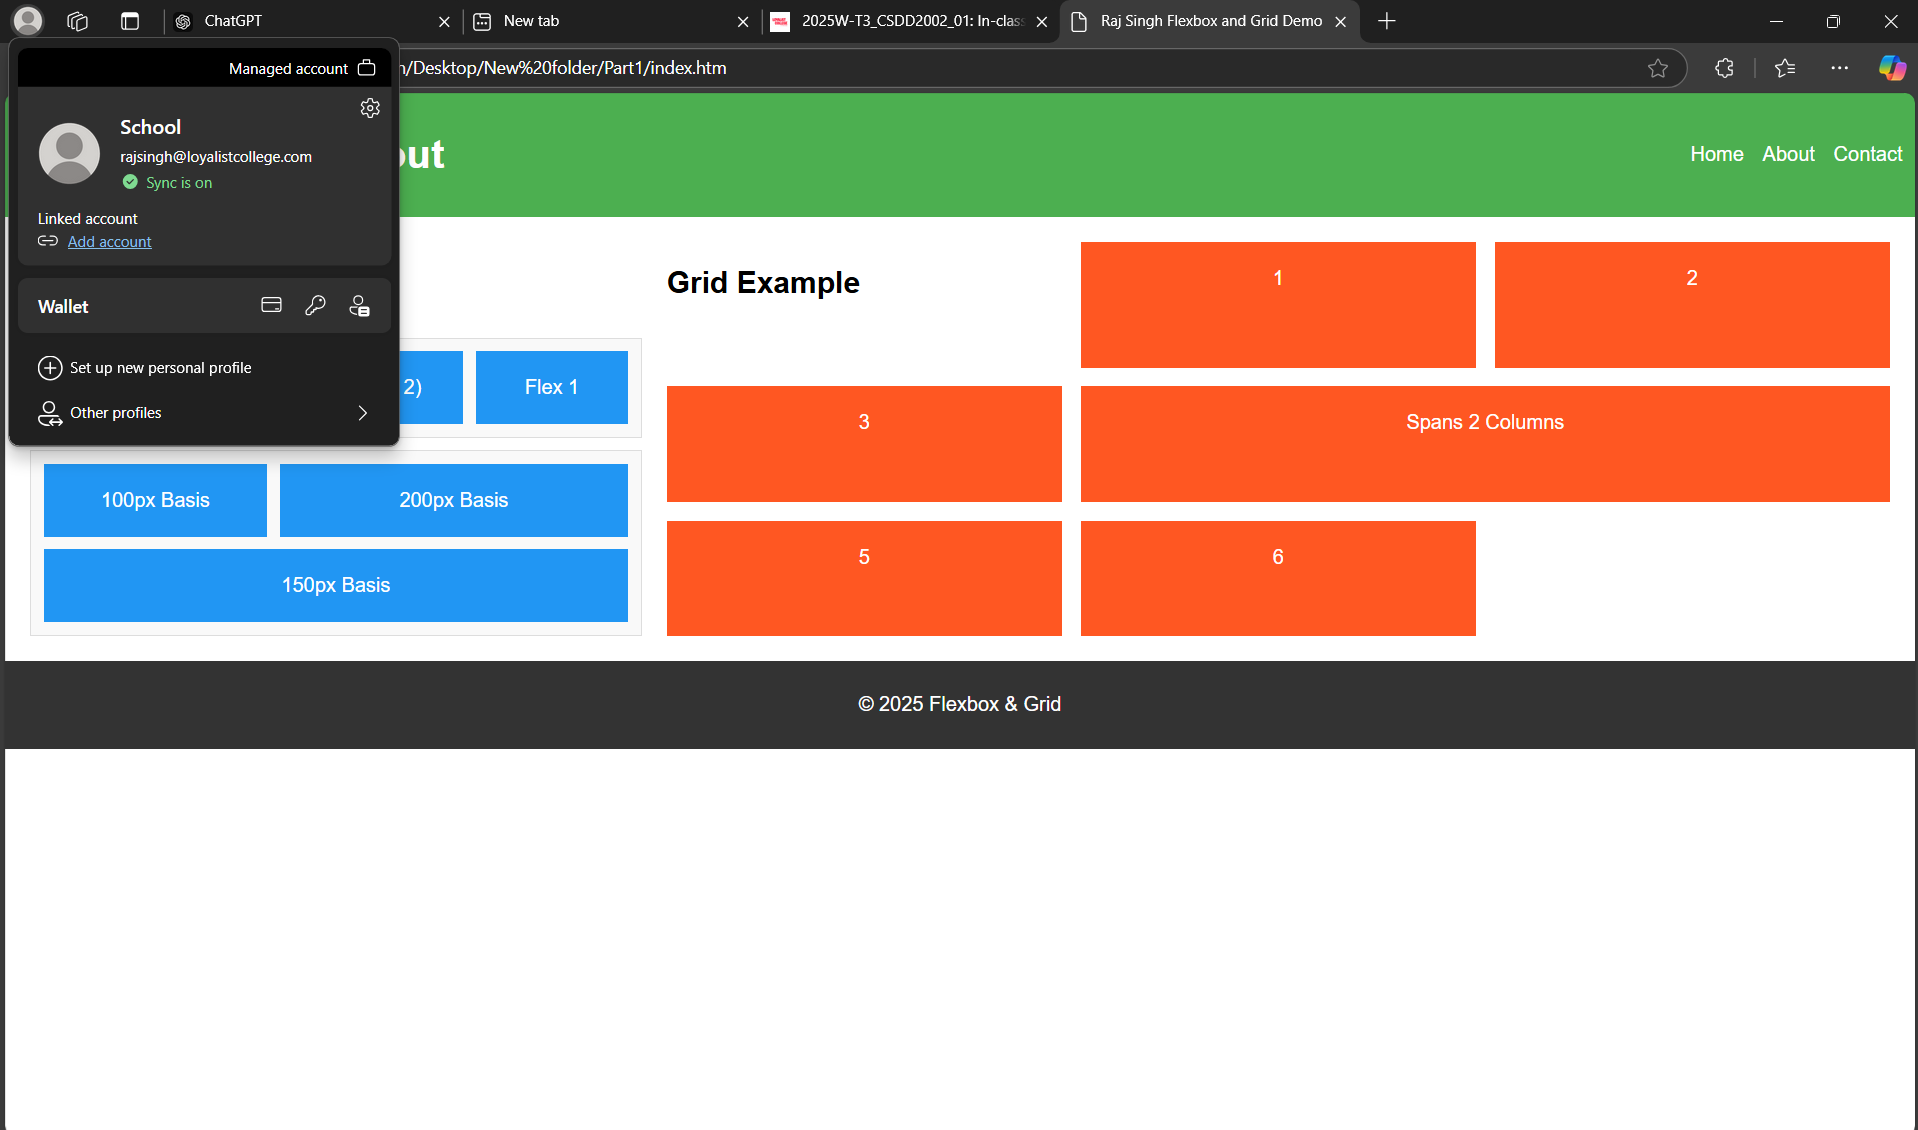 ChatGPT
New tab
2025W-T3_CSDD2002_01: In-clas
Raj Singh Flexbox and Grid Demo
Managed account
/Desktop/New%20folder/Part1/index.htm
School
rajsingh@loyalistcollege.com
Sync is on
Linked account
Add account
Wallet
Set up new personal profile
Other profiles
out
Home About Contact
2)
Flex 1
100px Basis
200px Basis
150px Basis
Grid Example
1
2
3
Spans 2 Columns
5
6
© 2025 Flexbox & Grid